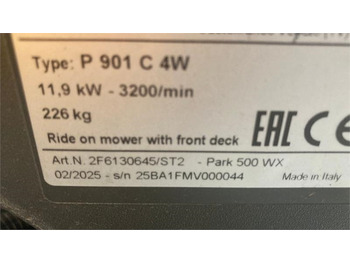 Type: P 901 C 4W
11,9 kW - 3200/min
226 kg
Ride on mower with front deck
EAC CE
Art.N. 2F6130645/ST2 - Park 500 WX
02/2025 - s/n 25BA1FMV000044 Made in Italy